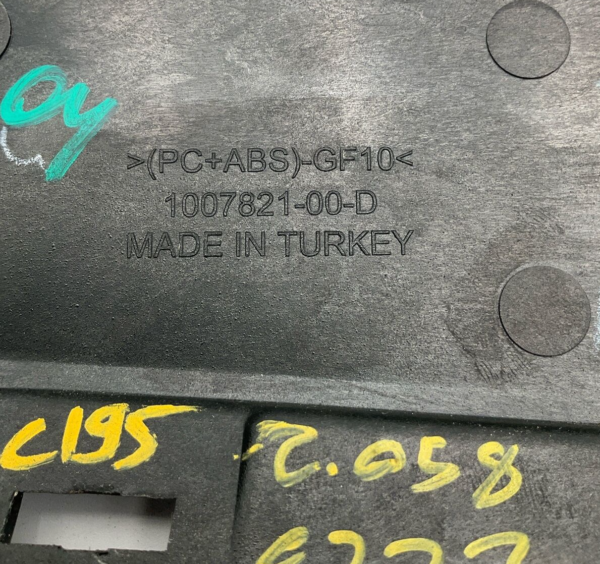 04
>(PC+ABS)-GF10<
1007821-00-D
MADE IN TURKEY
C195
2.058